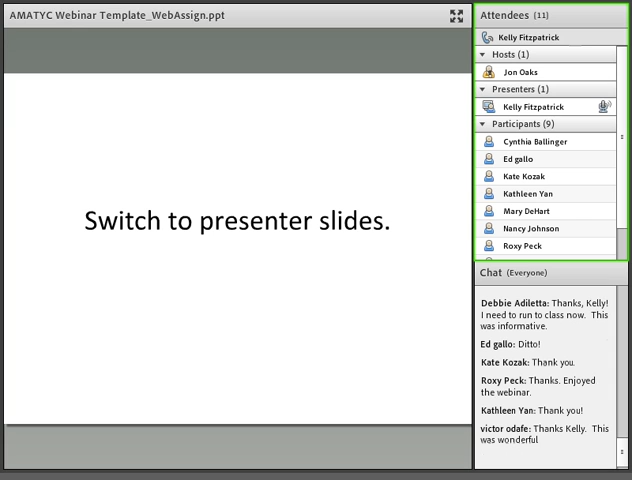 AMATYC Webinar Template_WebAssign.ppt
Switch to presenter slides.
Attendees (11)
Kelly Fitzpatrick
Hosts (1)
Jon Oaks
Presenters (1)
Kelly Fitzpatrick
Participants (9)
Cynthia Ballinger
Ed gallo
Kate Kozak
Kathleen Yan
Mary DeHart
Nancy Johnson
Roxy Peck
Chat (Everyone)
Debbie Adiletta: Thanks, Kelly!
I need to run to class now. This
was informative.
Ed gallo: Ditto!
Kate Kozak: Thank you.
Roxy Peck: Thanks. Enjoyed
the webinar.
Kathleen Yan: Thank you!
victor odafe: Thanks Kelly. This
was wonderful